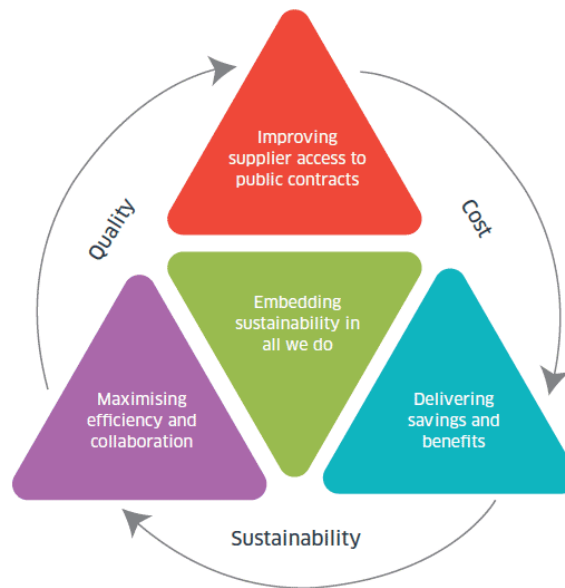 Improving
supplier access to
public contracts
Quality
Cost
Embedding
sustainability in
all we do
Maximising
efficiency and
collaboration
Delivering
savings and
benefits
Sustainability